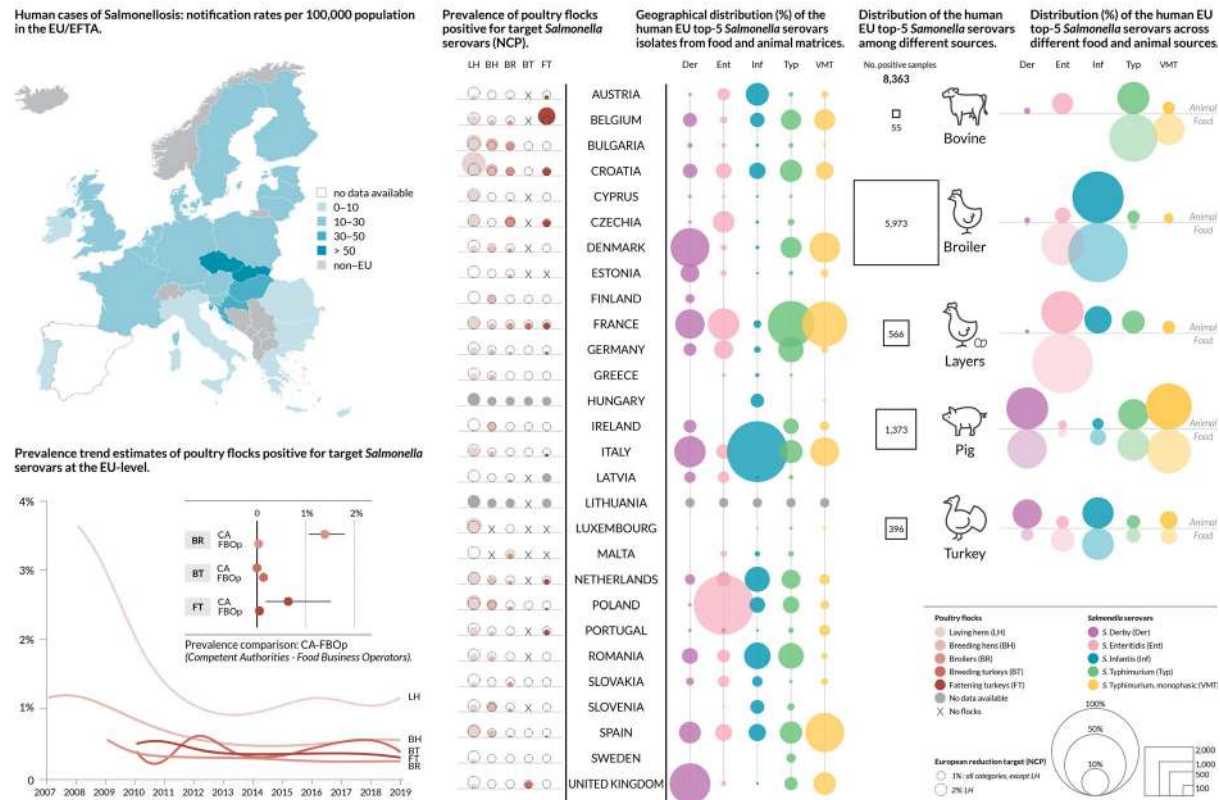 Human cases of Salmonellosis: notification rates per 100,000 population
in the EU/EFTA.
no data available
0–10
10–30
30–50
> 50
non–EU
Prevalence trend estimates of poultry flocks positive for target Salmonella
serovars at the EU-level.
4%
3%
2%
1%
0
2007 2008 2009 2010 2011 2012 2013 2014 2015 2016 2017 2018 2019
LH
BH
BT
FT
BR
0 1% 2%
BR CA
FBOp
BT CA
FBOp
FT CA
FBOp
Prevalence comparison: CA-FBOp
(Competent Authorities - Food Business Operators).
Prevalence of poultry flocks
positive for target Salmonella
serovars (NCP).
LH BH BR BT FT
Geographical distribution (%) of the
human EU top-5 Salmonella serovars
isolates from food and animal matrices.
Der Ent Inf Typ VMT
AUSTRIA
BELGIUM
BULGARIA
CROATIA
CYPRUS
CZECHIA
DENMARK
ESTONIA
FINLAND
FRANCE
GERMANY
GREECE
HUNGARY
IRELAND
ITALY
LATVIA
LITHUANIA
LUXEMBOURG
MALTA
NETHERLANDS
POLAND
PORTUGAL
ROMANIA
SLOVAKIA
SLOVENIA
SPAIN
SWEDEN
UNITED KINGDOM
Distribution of the human
EU top-5 Samonella serovars
among different sources.
No. positive samples
8,363
55
Bovine
5,973
Broiler
566
Layers
1,373
Pig
396
Turkey
Distribution (%) of the human EU
top-5 Salmonella serovars across
different food and animal sources.
Der Ent Inf Typ VMT
Animal
Food
Animal
Food
Animal
Food
Animal
Food
Animal
Food
Poultry flocks
Laying hens (LH)
Breeding hens (BH)
Broilers (BR)
Breeding turkeys (BT)
Fattening turkeys (FT)
No data available
X No flocks
European reduction target (NCP)
1%: all categories, except LH
2% LH
Salmonella serovars
S. Derby (Der)
S. Enteritidis (Ent)
S. Infantis (Inf)
S. Typhimurium (Typ)
S. Typhimurium, monophasic (VMT)
100%
50%
10%
2,000
1,000
500
100